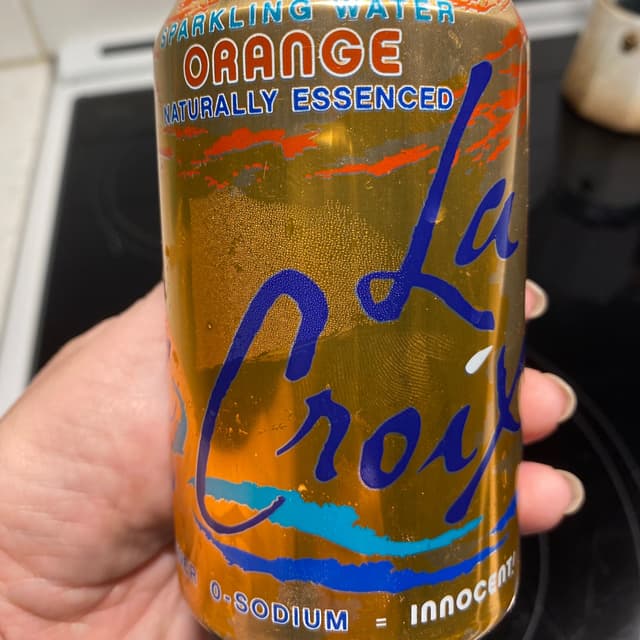 SPARKLING WATER
ORANGE
NATURALLY ESSENCED
La
Croix
0-SODIUM = INNOCENT!